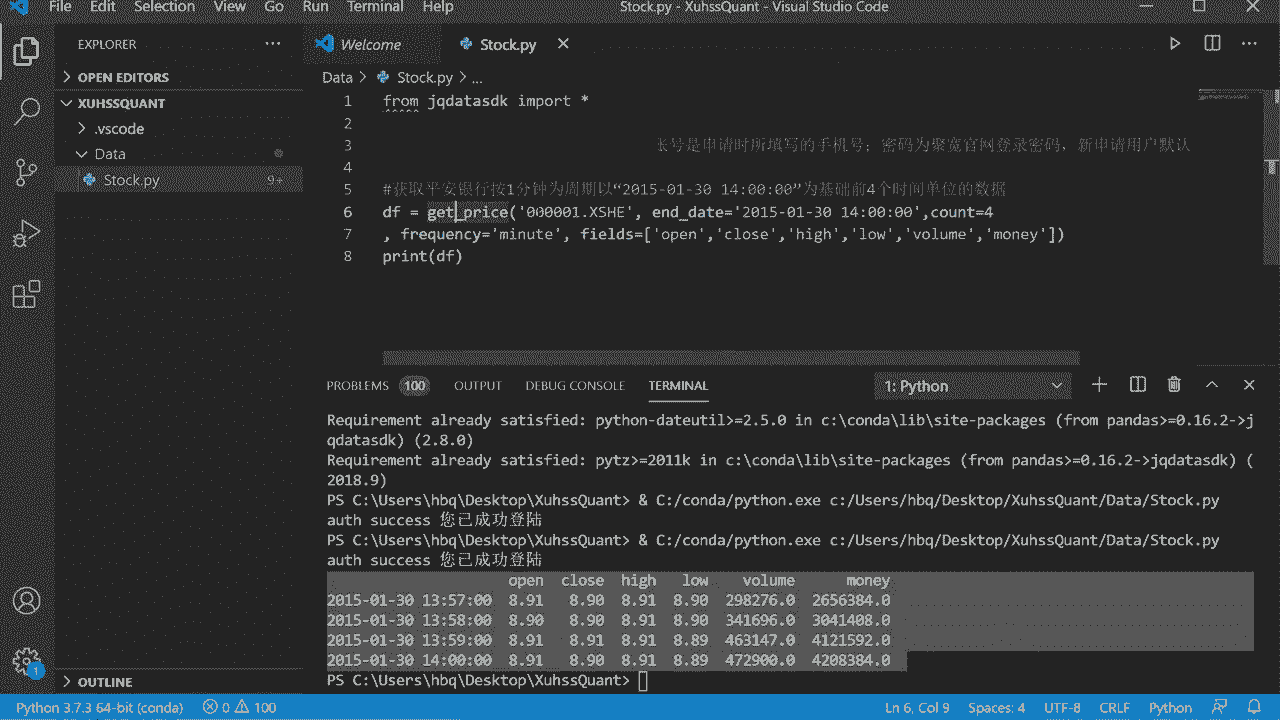 File Edit Selection View Go Run Terminal Help Stock.py - XuhssQuant - Visual Studio Code
EXPLORER ···
Welcome Stock.py
OPEN EDITORS
XUHSSQUANT
.vscode
Data
Stock.py 9+
OUTLINE
Data > Stock.py > ...
1 from jqdatasdk import *
2
3 账号是申请时所填写的手机号；密码为聚宽官网登录密码，新申请用户默认
4
5 #获取平安银行按1分钟为周期以“2015-01-30 14:00:00”为基础前4个时间单位的数据
6 df = get_price('000001.XSHE', end_date='2015-01-30 14:00:00',count=4
7 , frequency='minute', fields=['open','close','high','low','volume','money'])
8 print(df)
PROBLEMS 100 OUTPUT DEBUG CONSOLE TERMINAL 1: Python
Requirement already satisfied: python-dateutil>=2.5.0 in c:\conda\lib\site-packages (from pandas>=0.16.2->j
qdatasdk) (2.8.0)
Requirement already satisfied: pytz>=2011k in c:\conda\lib\site-packages (from pandas>=0.16.2->jqdatasdk) (
2018.9)
PS C:\Users\hbq\Desktop\XuhssQuant> & C:/conda/python.exe c:/Users/hbq/Desktop/XuhssQuant/Data/Stock.py
auth success 您已成功登陆
PS C:\Users\hbq\Desktop\XuhssQuant> & C:/conda/python.exe c:/Users/hbq/Desktop/XuhssQuant/Data/Stock.py
auth success 您已成功登陆
open close high low volume money
2015-01-30 13:57:00 8.91 8.90 8.91 8.90 298276.0 2656384.0
2015-01-30 13:58:00 8.90 8.90 8.91 8.90 341696.0 3041408.0
2015-01-30 13:59:00 8.91 8.91 8.91 8.89 463147.0 4121592.0
2015-01-30 14:00:00 8.91 8.90 8.91 8.89 472900.0 4208384.0
PS C:\Users\hbq\Desktop\XuhssQuant>
1
Python 3.7.3 64-bit (conda) 0 100 Ln 6, Col 9 Spaces: 4 UTF-8 CRLF Python